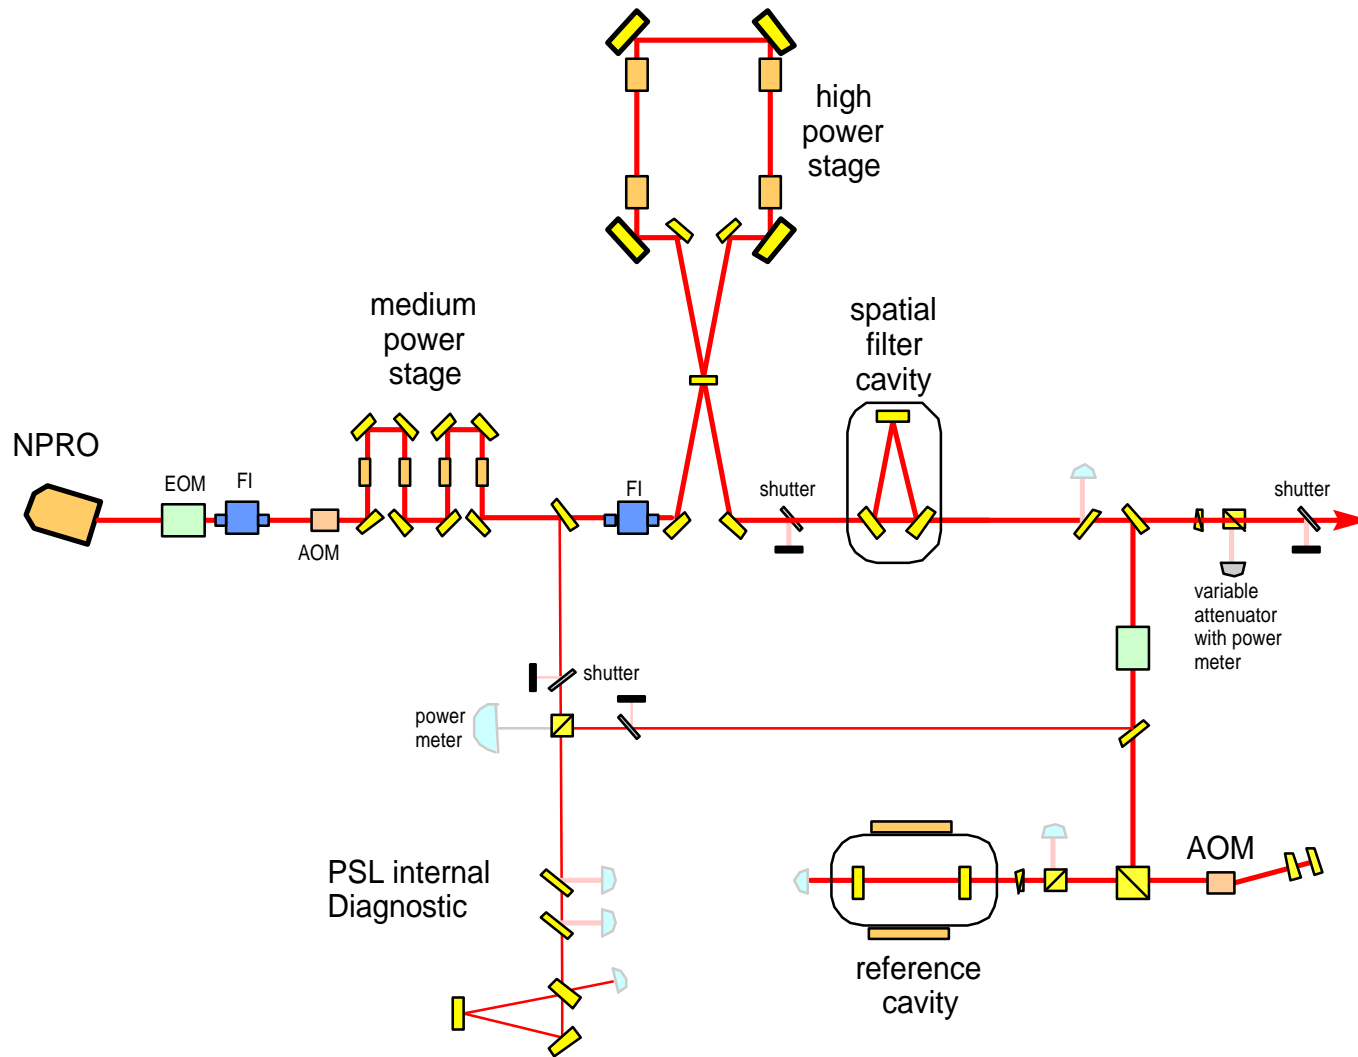 high
power
stage
medium
power
stage
spatial
filter
cavity
NPRO
EOM
FI
AOM
FI
shutter
shutter
variable
attenuator
with power
meter
shutter
power
meter
PSL internal
Diagnostic
AOM
reference
cavity